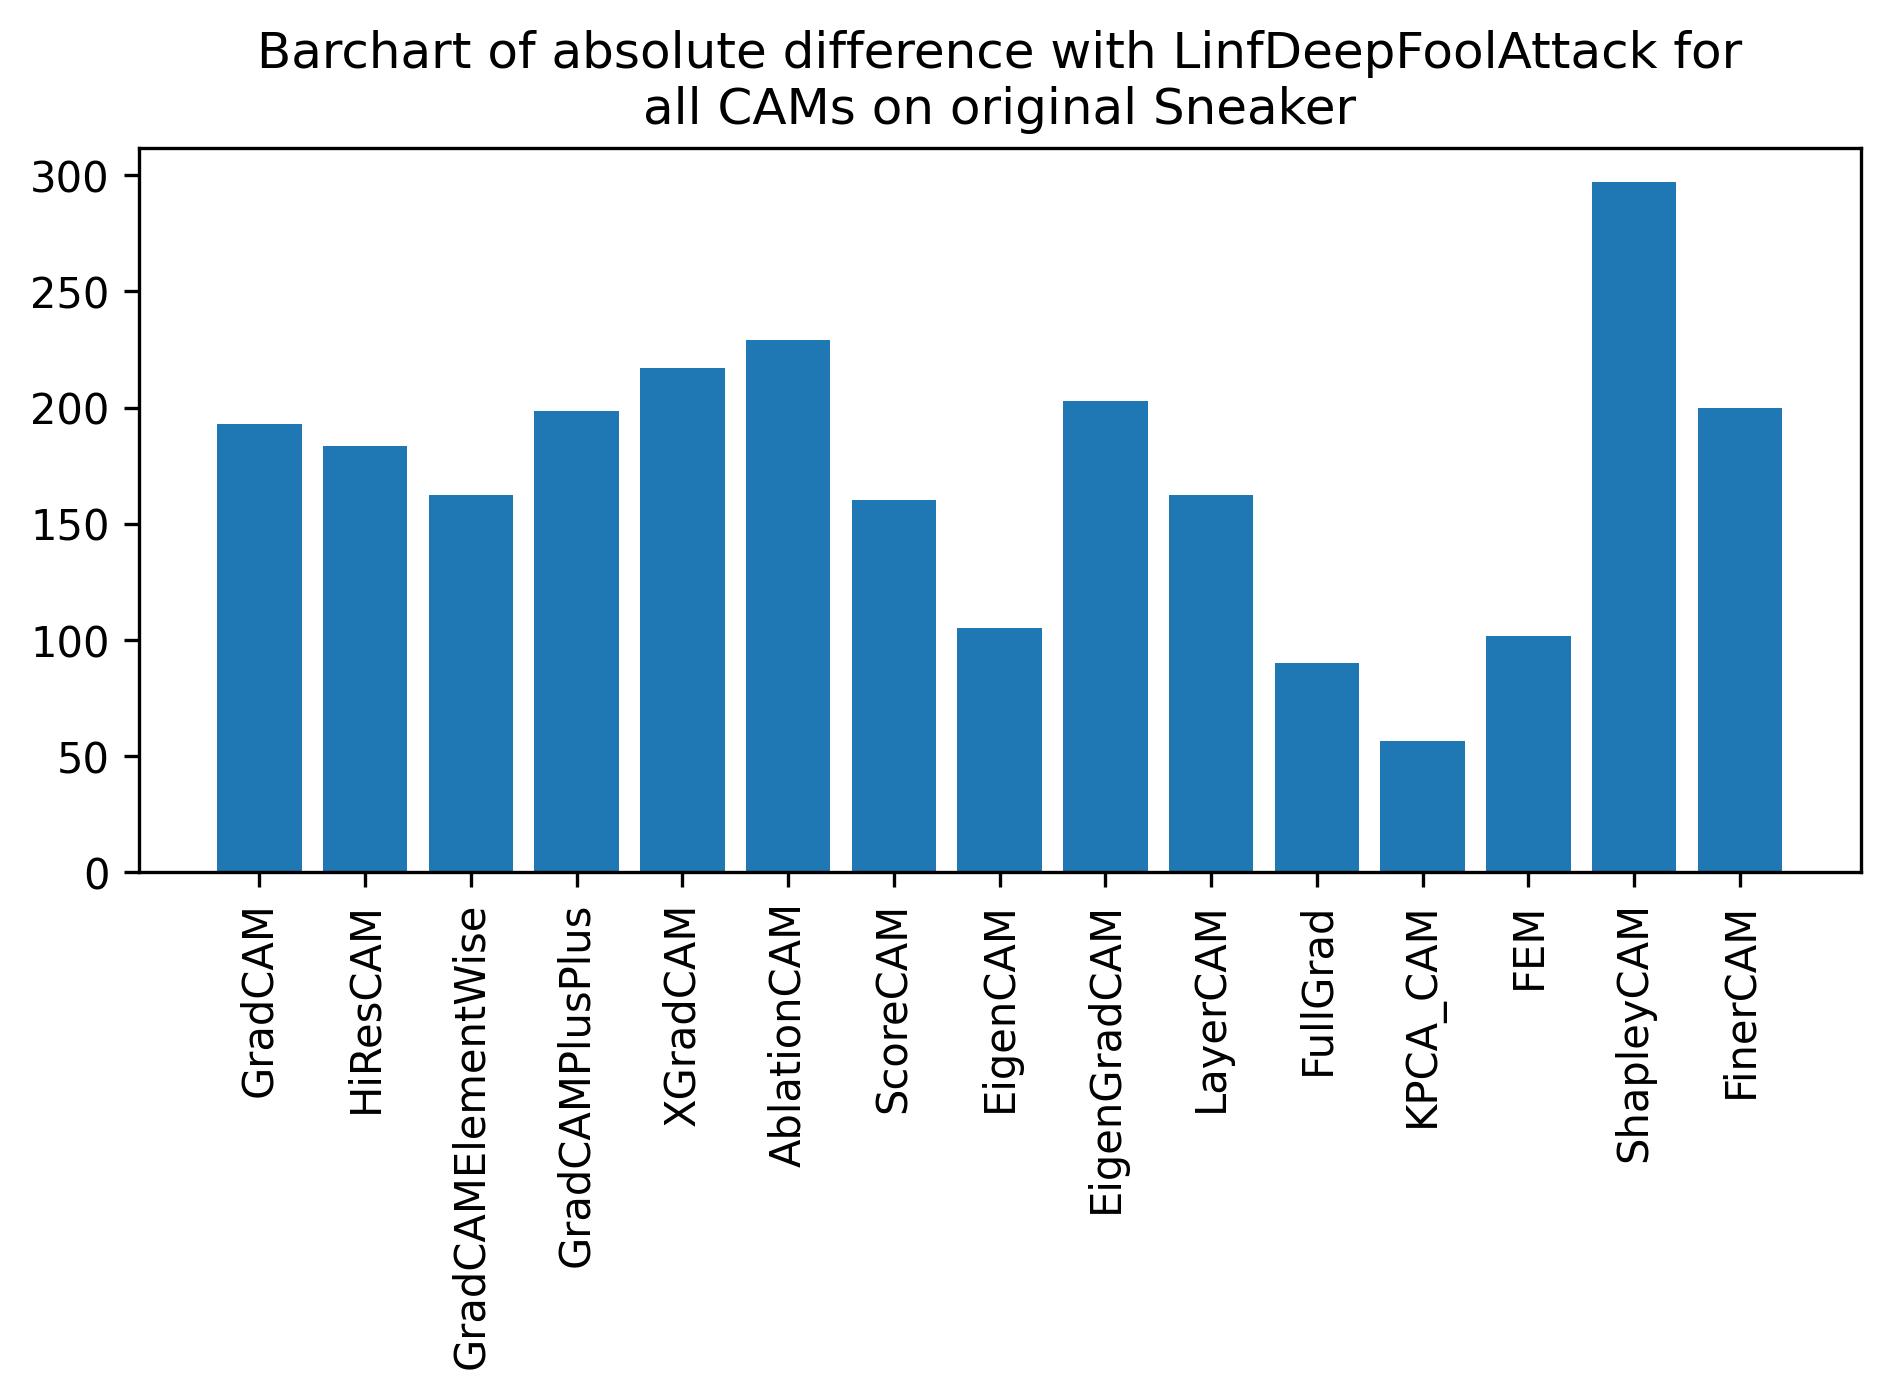 Barchart of absolute difference with LinfDeepFoolAttack for
all CAMs on original Sneaker
300
250
200
150
100
50
0
GradCAM
HiResCAM
GradCAMElementWise
GradCAMPlusPlus
XGradCAM
AblationCAM
ScoreCAM
EigenCAM
EigenGradCAM
LayerCAM
FullGrad
KPCA_CAM
FEM
ShapleyCAM
FinerCAM